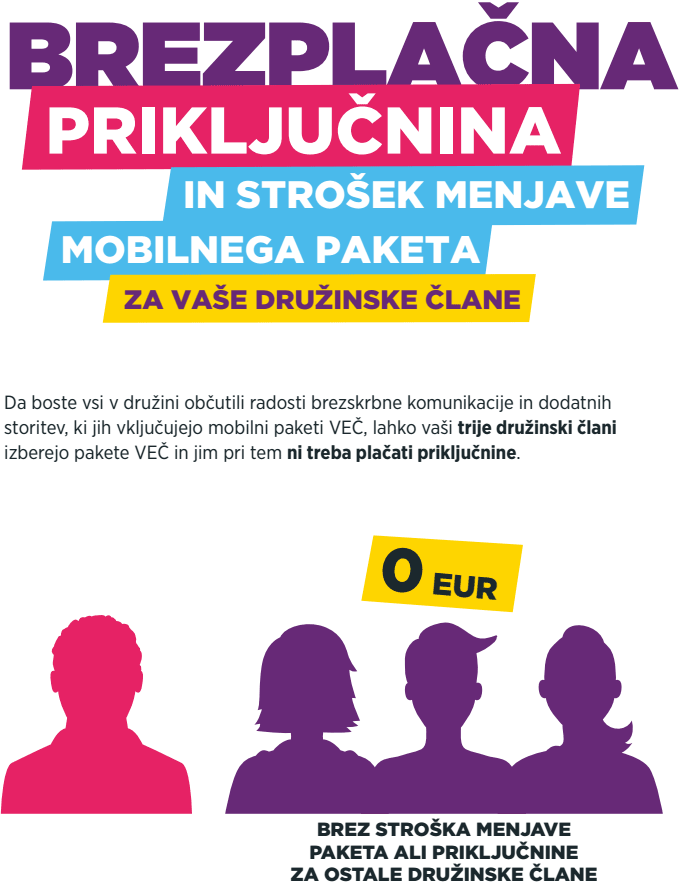 BREZPLAČNA
PRIKLJUČNINA
IN STROŠEK MENJAVE
MOBILNEGA PAKETA
ZA VAŠE DRUŽINSKE ČLANE
Da boste vsi v družini občutili radosti brezskrbne komunikacije in dodatnih
storitev, ki jih vključujejo mobilni paketi VEČ, lahko vaši trije družinski člani
izberejo pakete VEČ in jim pri tem ni treba plačati priključnine.
0 EUR
BREZ STROŠKA MENJAVE
PAKETA ALI PRIKLJUČNINE
ZA OSTALE DRUŽINSKE ČLANE